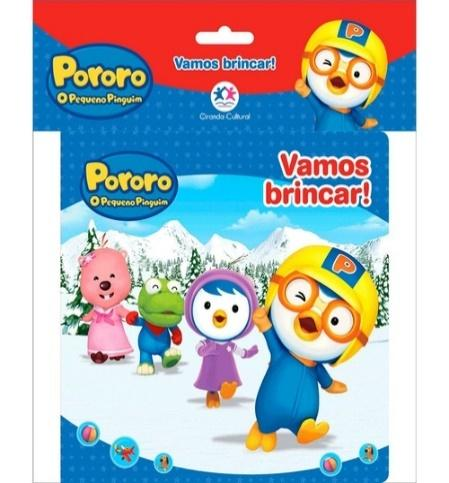 Pororo
O Pequeno Pinguim
Vamos brincar!
Ciranda Cultural
P
Pororo
O Pequeno Pinguim
Vamos
brincar!
P